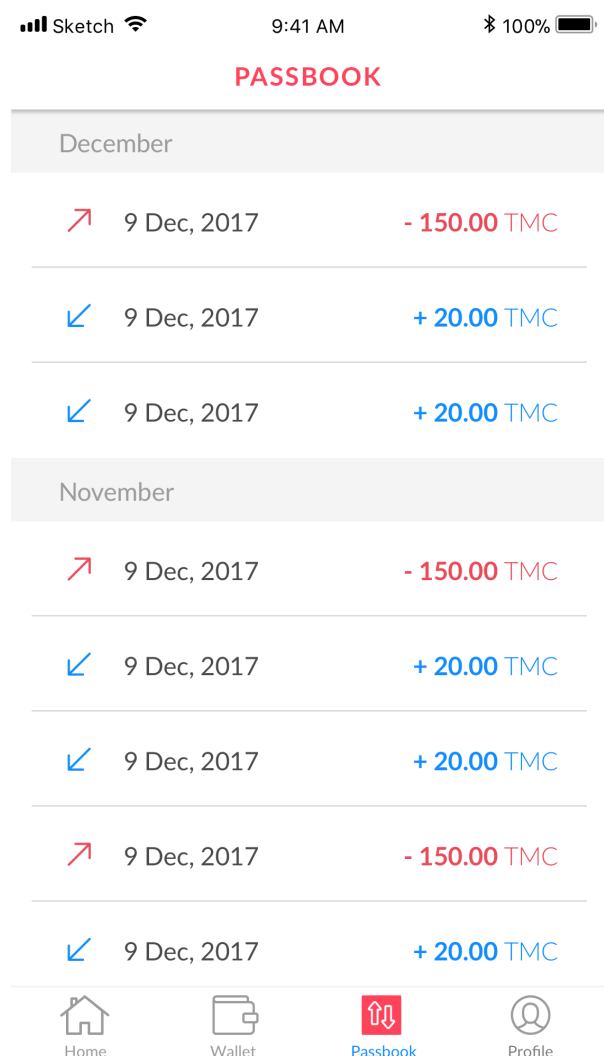 Sketch 9:41 AM 100%
PASSBOOK
December
9 Dec, 2017 - 150.00 TMC
9 Dec, 2017 + 20.00 TMC
9 Dec, 2017 + 20.00 TMC
November
9 Dec, 2017 - 150.00 TMC
9 Dec, 2017 + 20.00 TMC
9 Dec, 2017 + 20.00 TMC
9 Dec, 2017 - 150.00 TMC
9 Dec, 2017 + 20.00 TMC
Home Wallet Passbook Profile